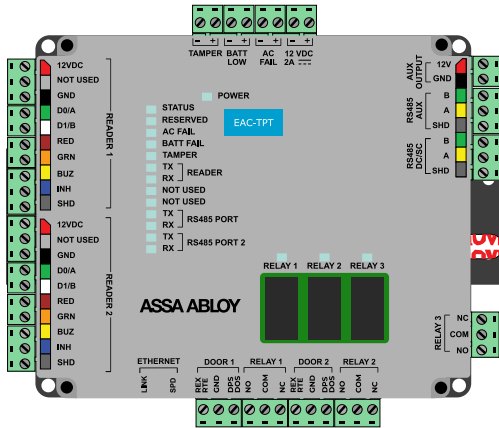 - + - + - + - +
TAMPER BATT LOW AC FAIL 12 VDC 2A
12VDC
NOT USED
GND
D0/A
D1/B
RED
GRN
BUZ
INH
SHD
READER 1
12VDC
NOT USED
GND
D0/A
D1/B
RED
GRN
BUZ
INH
SHD
READER 2
POWER
STATUS
RESERVED
AC FAIL
BATT FAIL
TAMPER
TX
RX
READER
NOT USED
NOT USED
TX
RX
RS485 PORT
TX
RX
RS485 PORT 2
EAC-TPT
AUX OUTPUT
12V
GND
RS485 AUX
B
A
SHD
RS485 DC/SC
B
A
SHD
RELAY 1 RELAY 2 RELAY 3
ASSA ABLOY
RELAY 3
NC
COM
NO
ETHERNET DOOR 1 RELAY 1 DOOR 2 RELAY 2
LINK
SPD
REX RTE
GND
DPS DOS
NO
COM
NC
REX RTE
GND
DPS DOS
NO
COM
NC